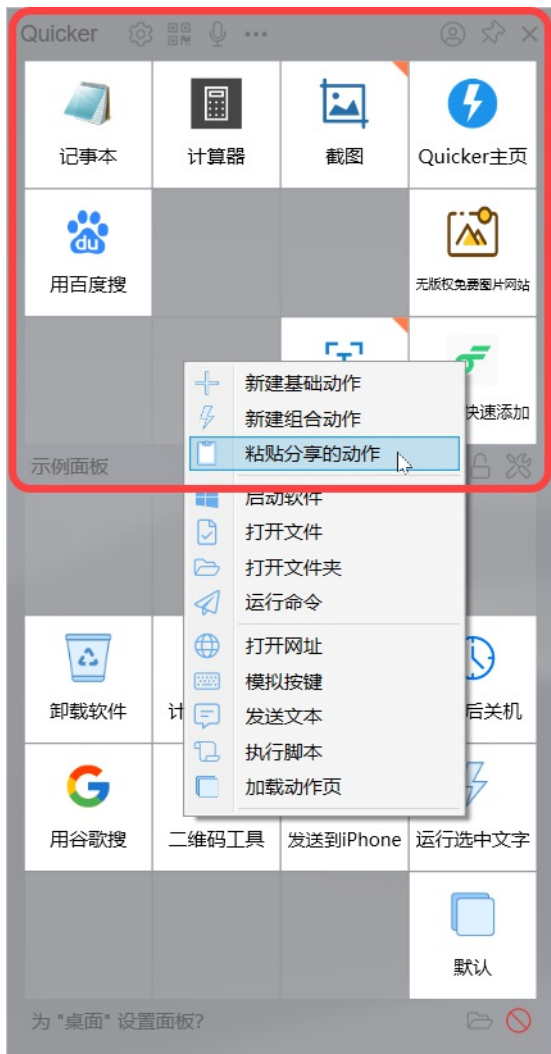 Quicker
记事本
计算器
截图
Quicker主页
用百度搜
无版权免费图片网站
快速添加
新建基础动作
新建组合动作
粘贴分享的动作
示例面板
启动软件
打开文件
打开文件夹
运行命令
打开网址
模拟按键
发送文本
执行脚本
加载动作页
卸载软件
计
后关机
用谷歌搜
二维码工具
发送到iPhone
运行选中文字
默认
为 "桌面" 设置面板?